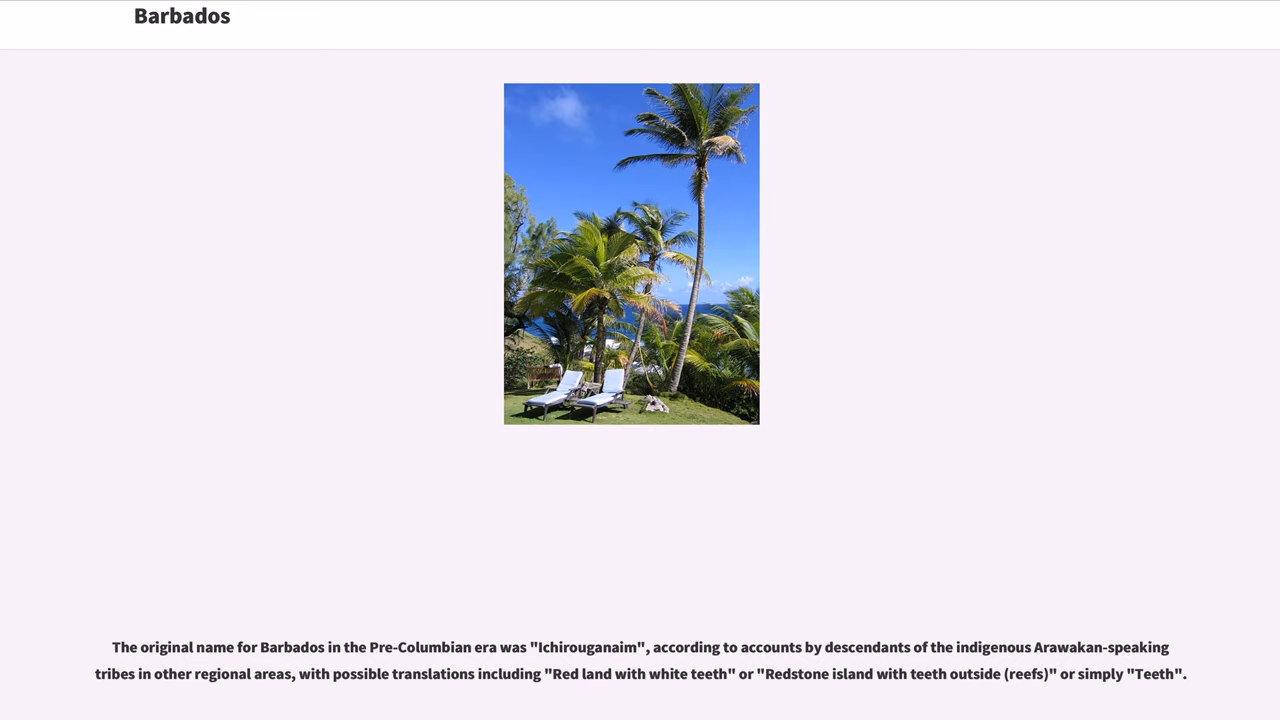 Barbados
The original name for Barbados in the Pre-Columbian era was "Ichirouganaim", according to accounts by descendants of the indigenous Arawakan-speaking
tribes in other regional areas, with possible translations including "Red land with white teeth" or "Redstone island with teeth outside (reefs)" or simply "Teeth".